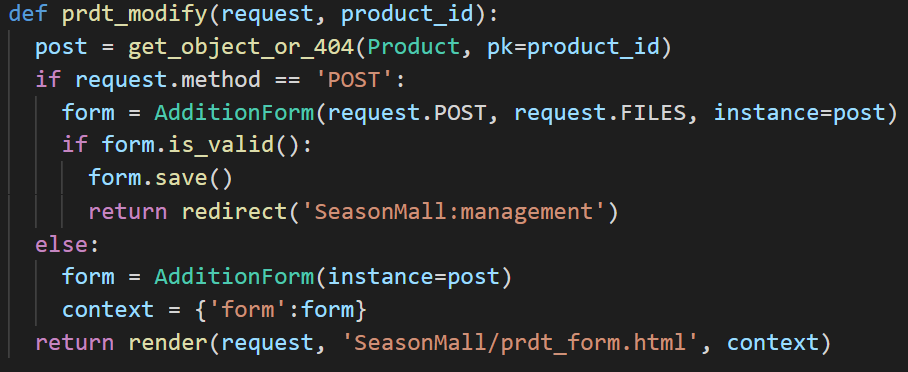 def prdt_modify(request, product_id):
  post = get_object_or_404(Product, pk=product_id)
  if request.method == 'POST':
    form = AdditionForm(request.POST, request.FILES, instance=post)
    if form.is_valid():
      form.save()
      return redirect('SeasonMall:management')
  else:
    form = AdditionForm(instance=post)
    context = {'form':form}
  return render(request, 'SeasonMall/prdt_form.html', context)